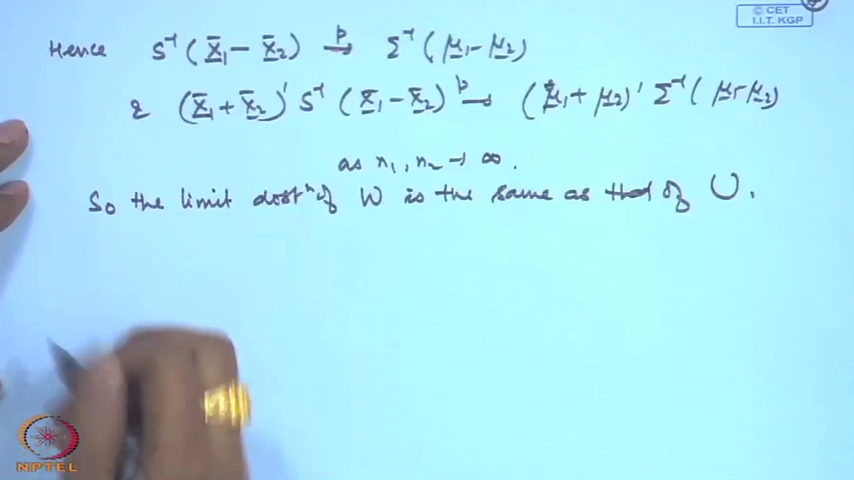 © CET
I.I.T. KGP
Hence S⁻¹(X̄₁ − X̄₂) →ᵖ Σ⁻¹(μ₁ − μ₂)
& (X̄₁ + X̄₂)' S⁻¹(X̄₁ − X̄₂) →ᵖ (μ₁ + μ₂)' Σ⁻¹(μ₁ − μ₂)
as n₁, n₂ → ∞.
So the limit distⁿ of W is the same as that of U.
NPTEL